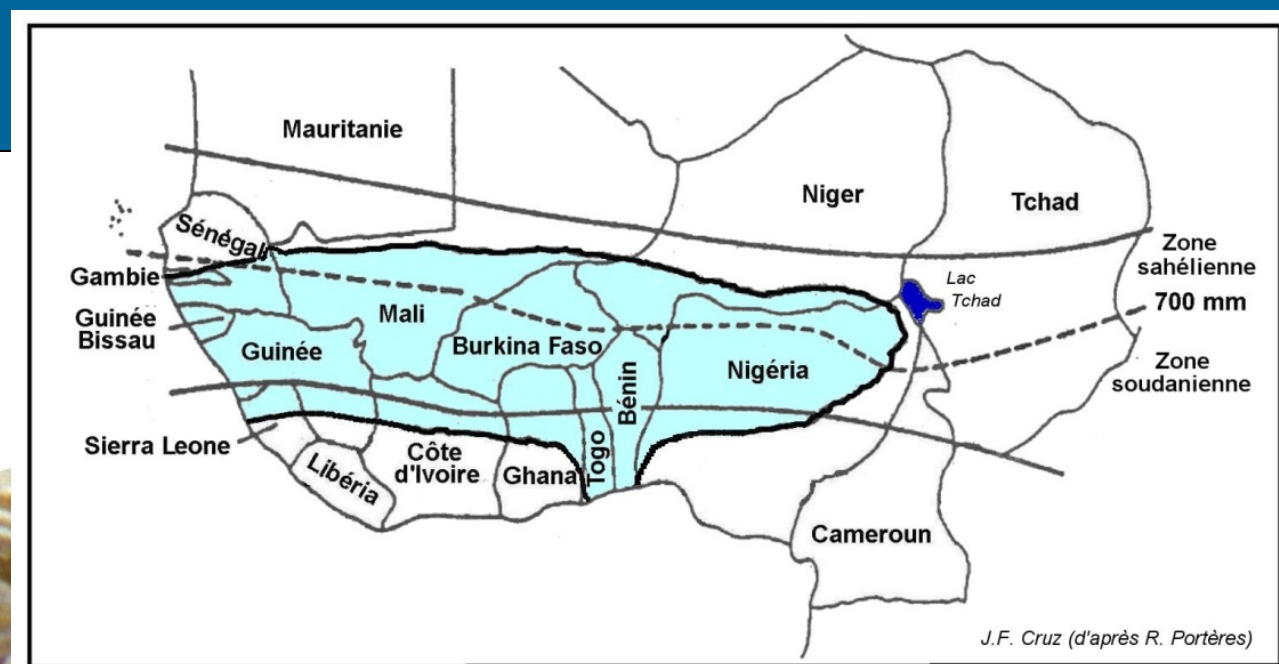 Mauritanie
Niger
Tchad
Sénégal
Zone
sahélienne
Gambie
Lac
Tchad
700 mm
Guinée
Bissau
Mali
Guinée
Burkina Faso
Bénin
Nigéria
Zone
soudanienne
Sierra Leone
Libéria
Côte
d'Ivoire
Ghana
Togo
Cameroun
J.F. Cruz (d'après R. Portères)